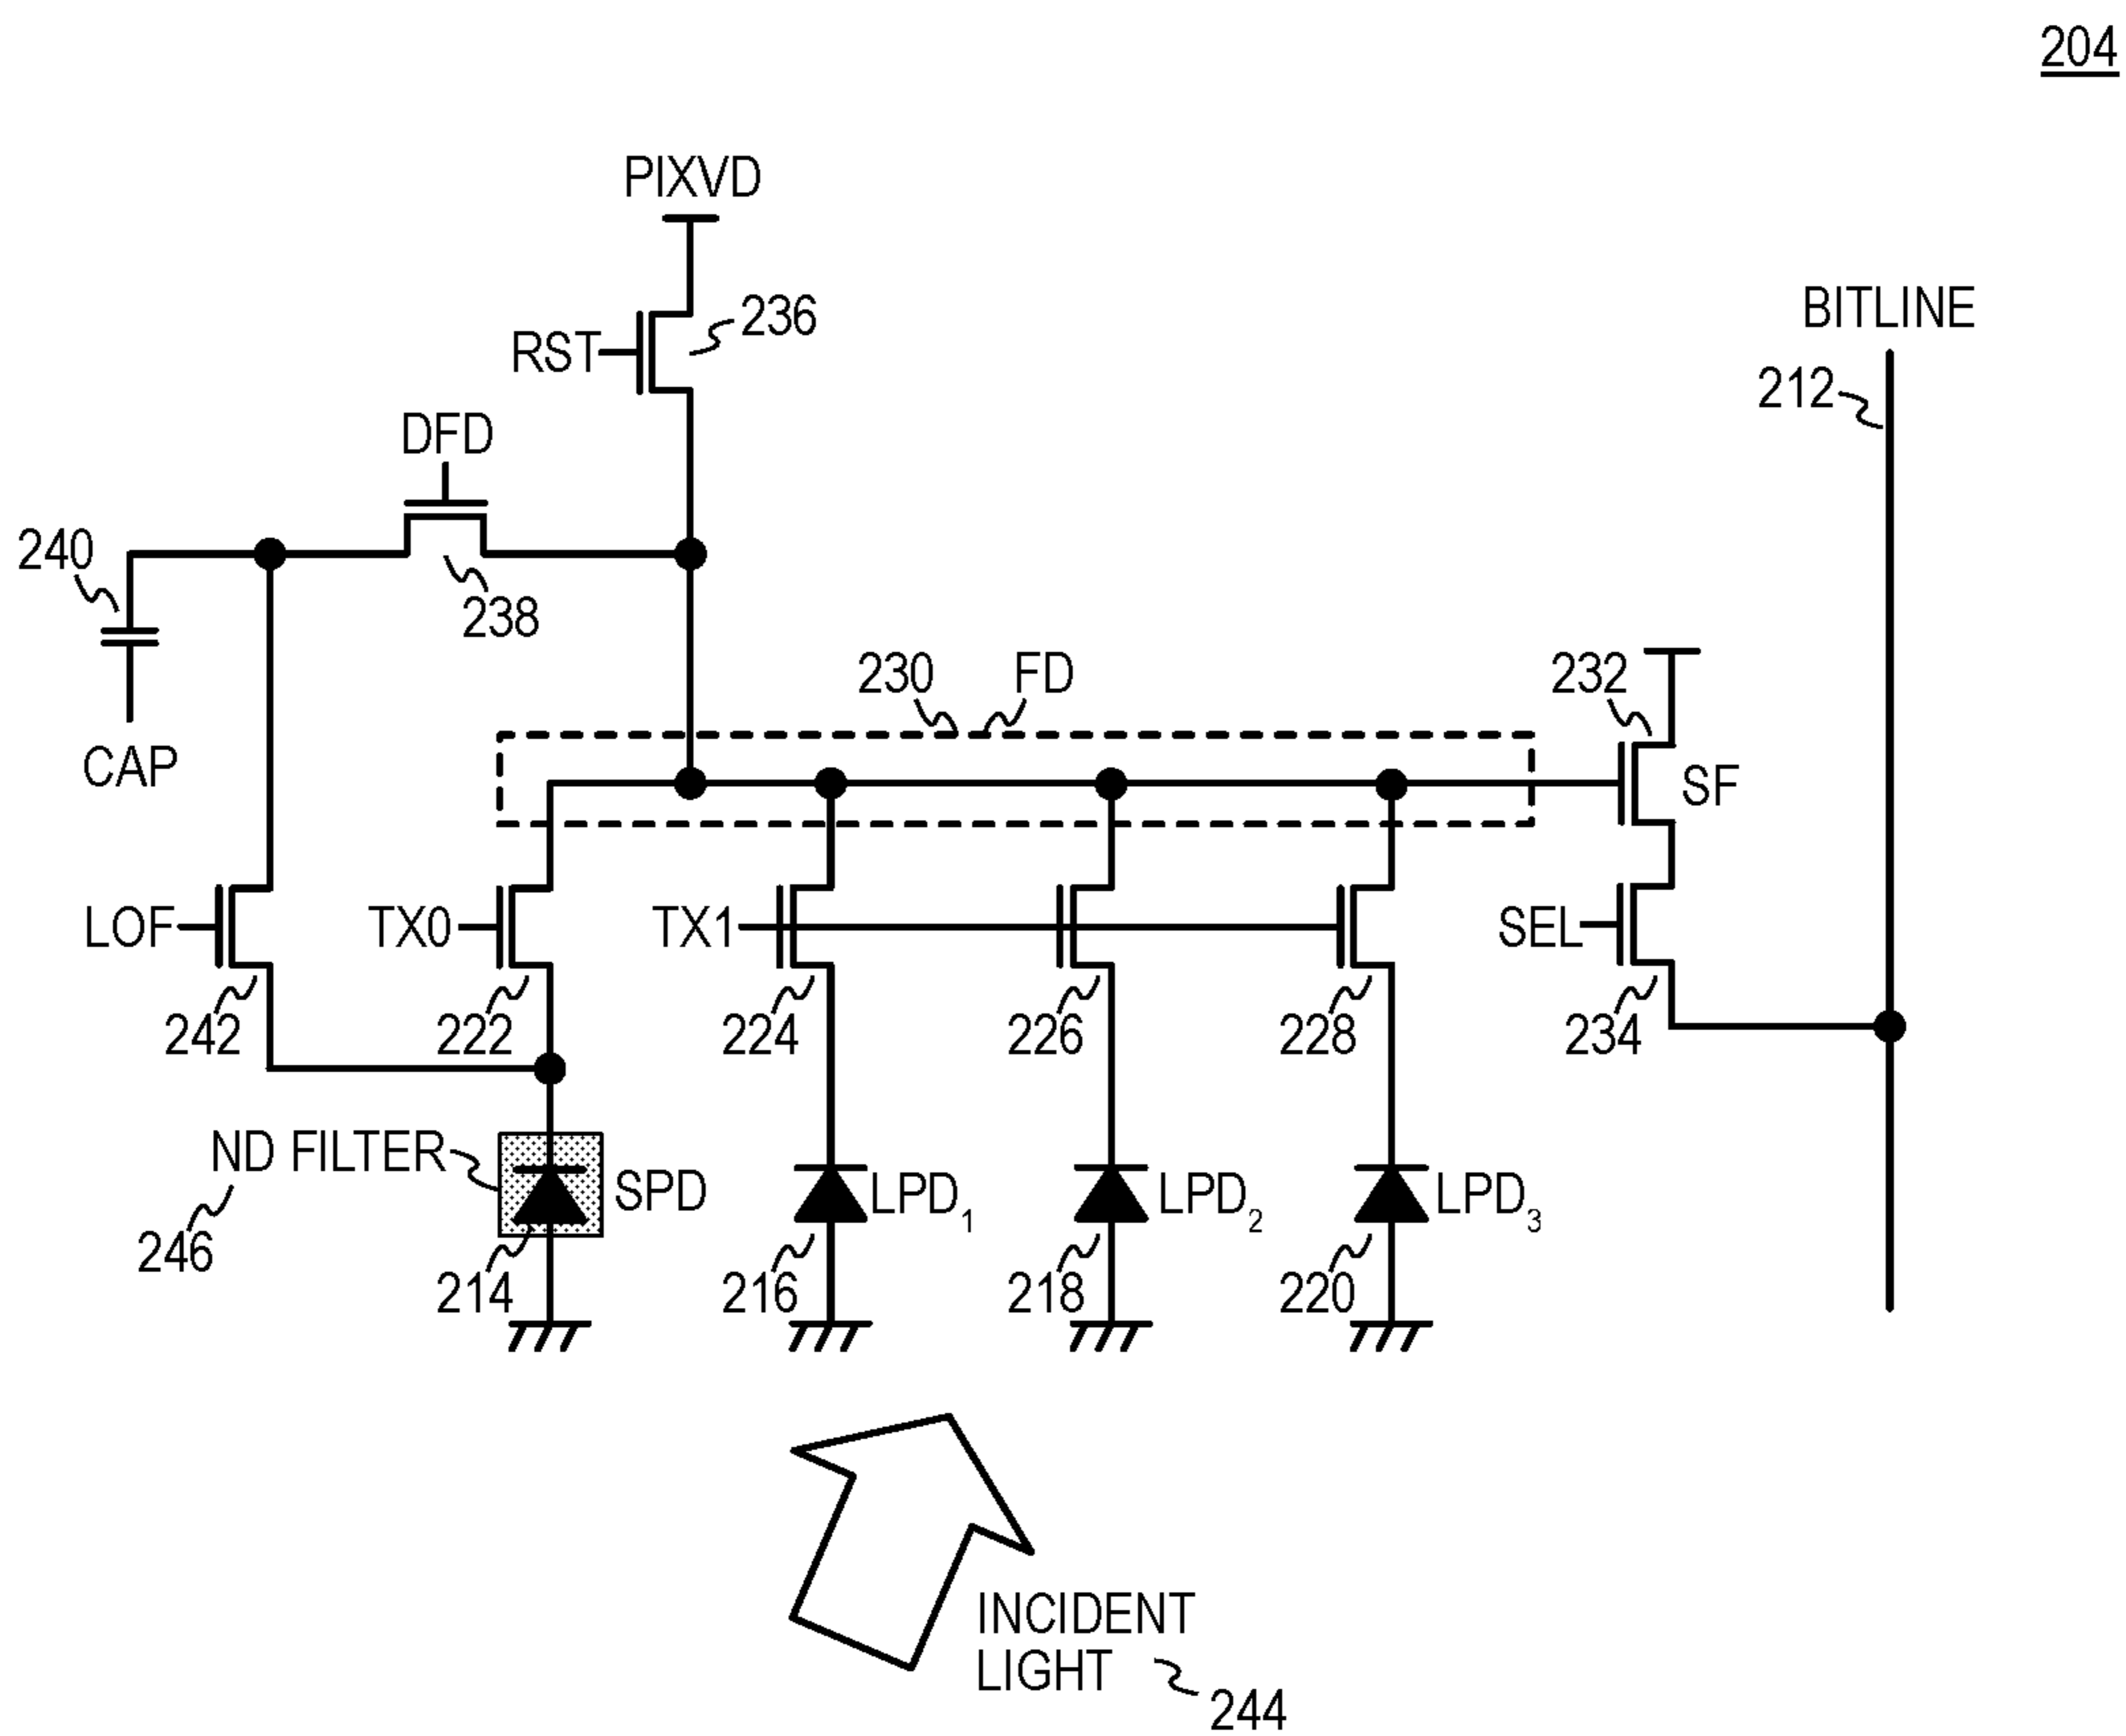 204
PIXVD
236
RST
BITLINE
212
DFD
240
238
230
FD
232
CAP
SF
LOF
TX0
TX1
SEL
242
222
224
226
228
234
ND FILTER
SPD
LPD1
LPD2
LPD3
246
214
216
218
220
INCIDENT
LIGHT
244